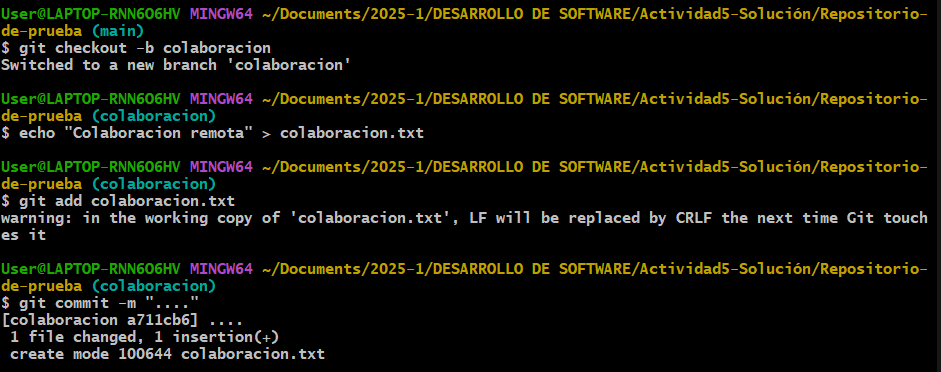 User@LAPTOP-RNN6O6HV MINGW64 ~/Documents/2025-1/DESARROLLO DE SOFTWARE/Actividad5-Solución/Repositorio-
de-prueba (main)
$ git checkout -b colaboracion
Switched to a new branch 'colaboracion'
User@LAPTOP-RNN6O6HV MINGW64 ~/Documents/2025-1/DESARROLLO DE SOFTWARE/Actividad5-Solución/Repositorio-
de-prueba (colaboracion)
$ echo "Colaboracion remota" > colaboracion.txt
User@LAPTOP-RNN6O6HV MINGW64 ~/Documents/2025-1/DESARROLLO DE SOFTWARE/Actividad5-Solución/Repositorio-
de-prueba (colaboracion)
$ git add colaboracion.txt
warning: in the working copy of 'colaboracion.txt', LF will be replaced by CRLF the next time Git touch
es it
User@LAPTOP-RNN6O6HV MINGW64 ~/Documents/2025-1/DESARROLLO DE SOFTWARE/Actividad5-Solución/Repositorio-
de-prueba (colaboracion)
$ git commit -m "...."
[colaboracion a711cb6] ....
 1 file changed, 1 insertion(+)
 create mode 100644 colaboracion.txt